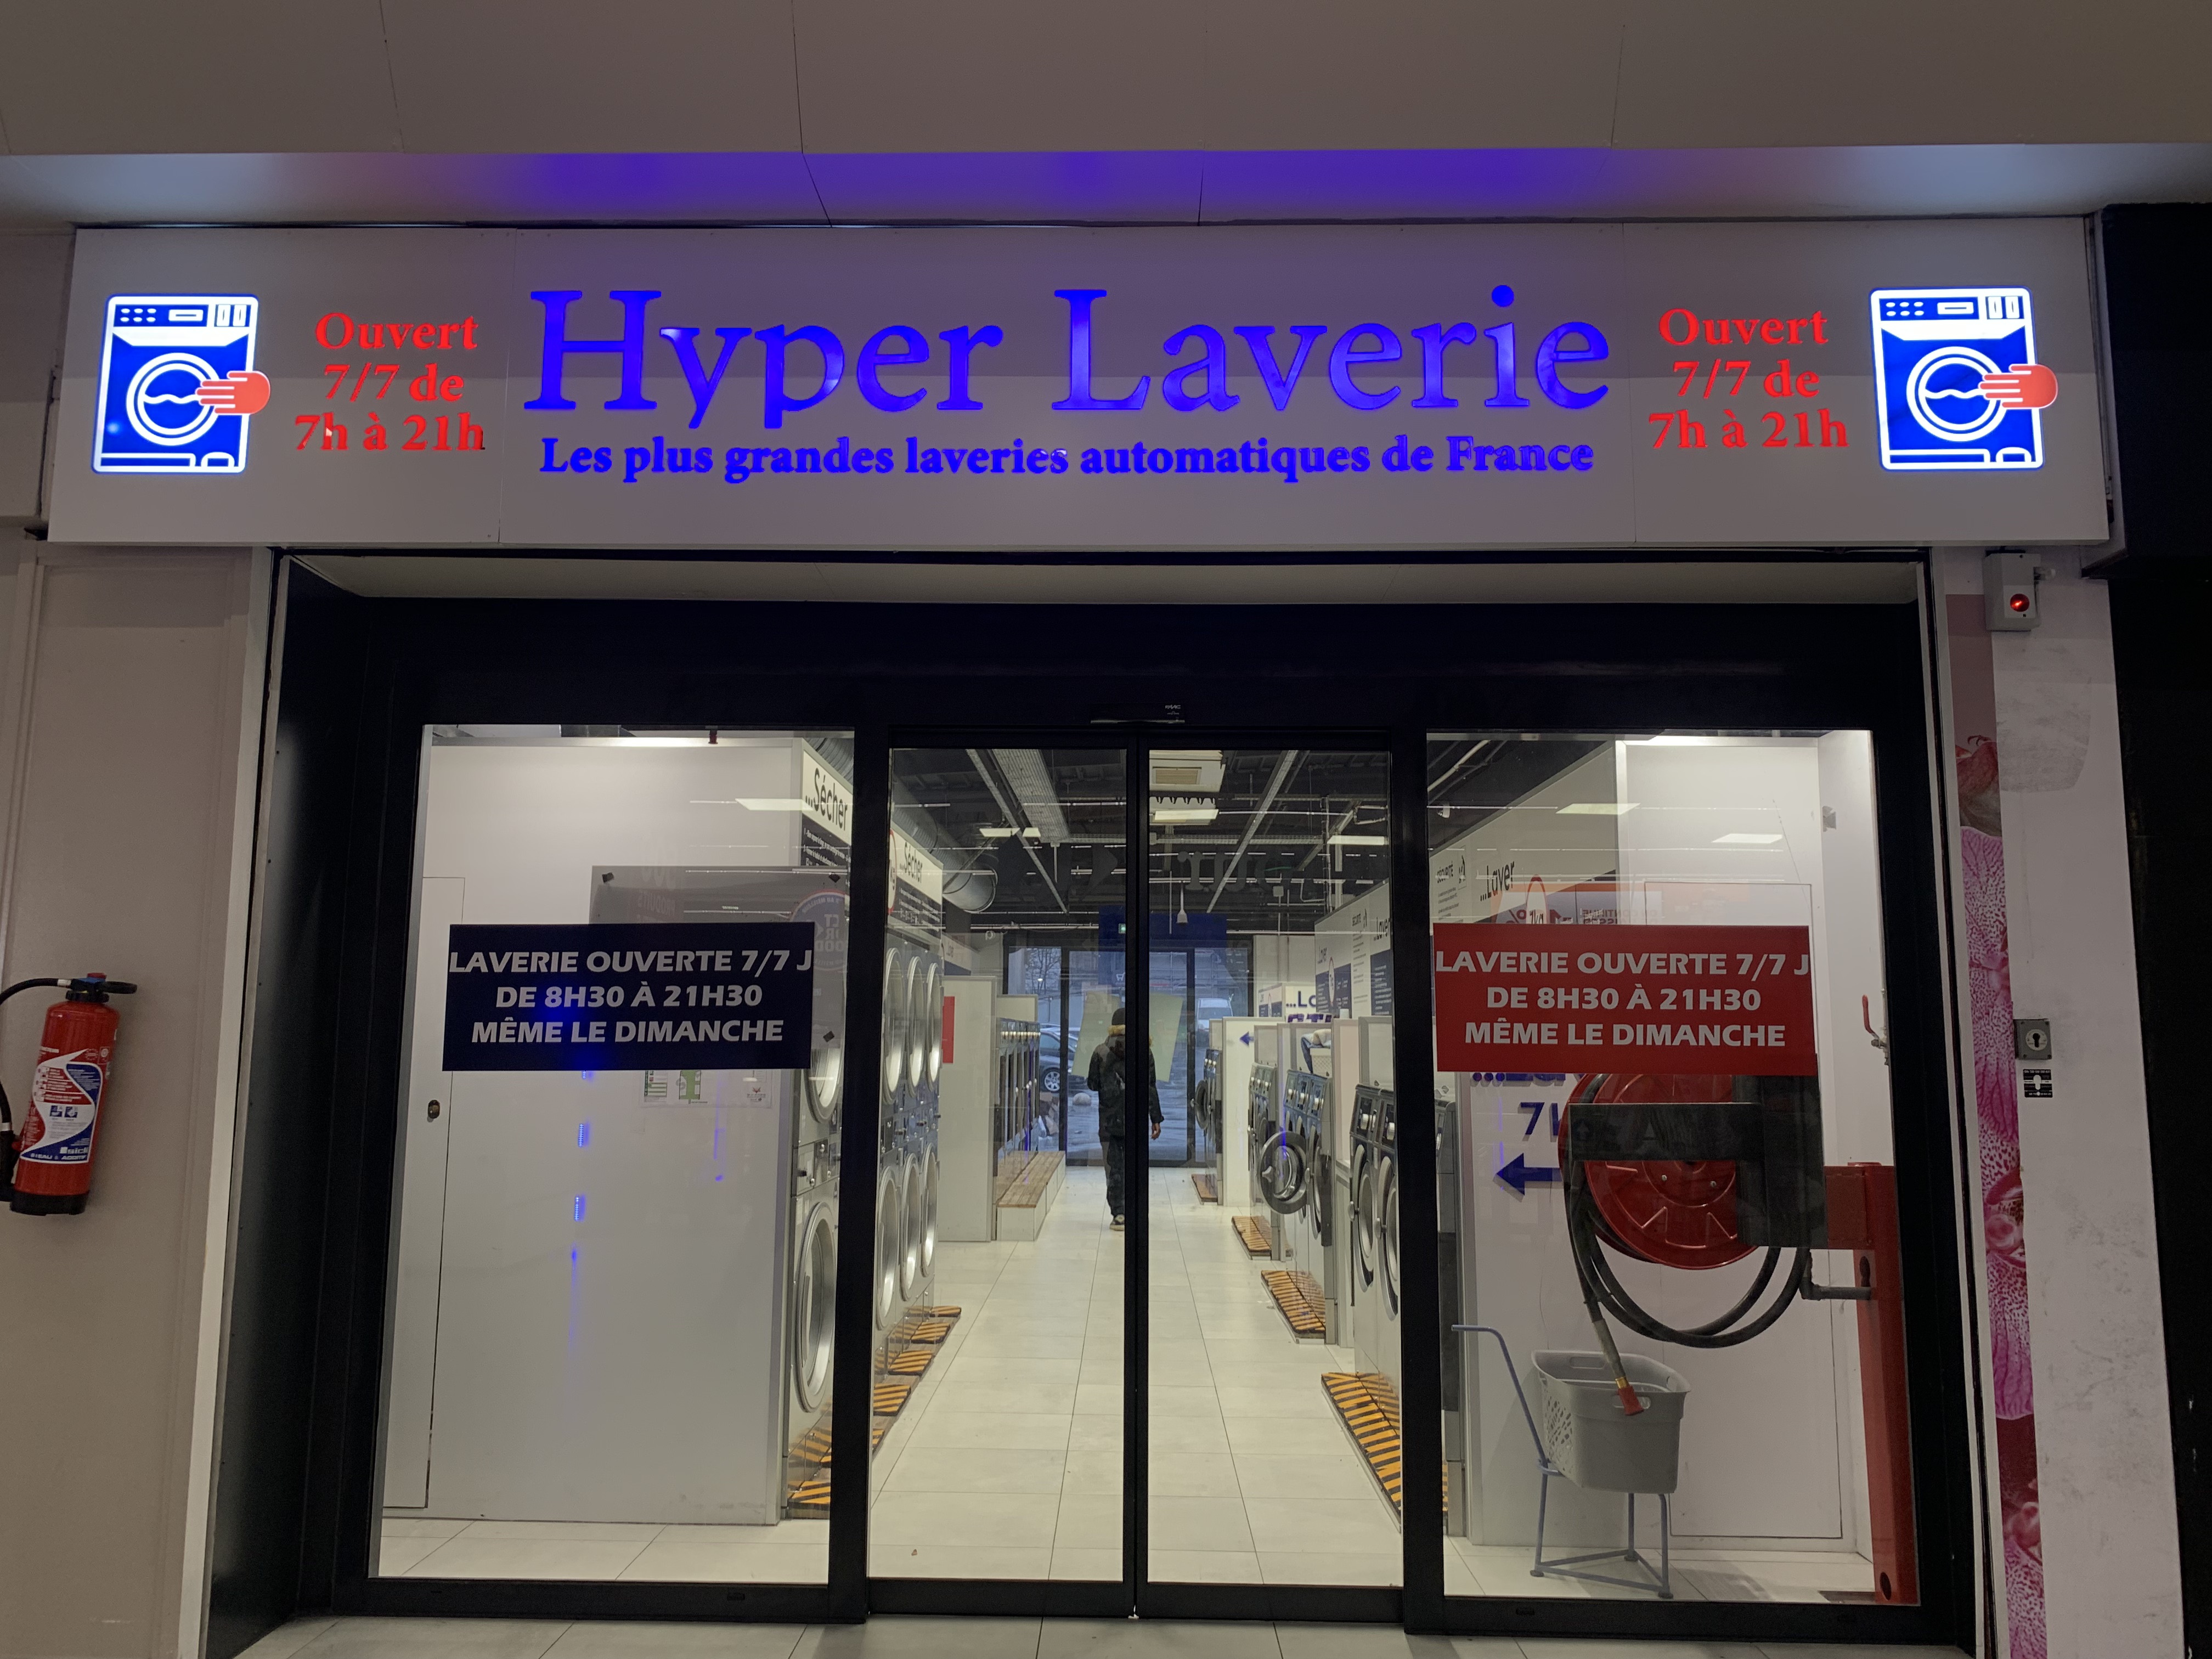 Ouvert
7/7 de
7h à 21h
Hyper Laverie
Les plus grandes laveries automatiques de France
Ouvert
7/7 de
7h à 21h
...Sécher
...Sécher
...Laver
LAVERIE OUVERTE 7/7 J
DE 8H30 À 21H30
MÊME LE DIMANCHE
LAVERIE OUVERTE 7/7 J
DE 8H30 À 21H30
MÊME LE DIMANCHE